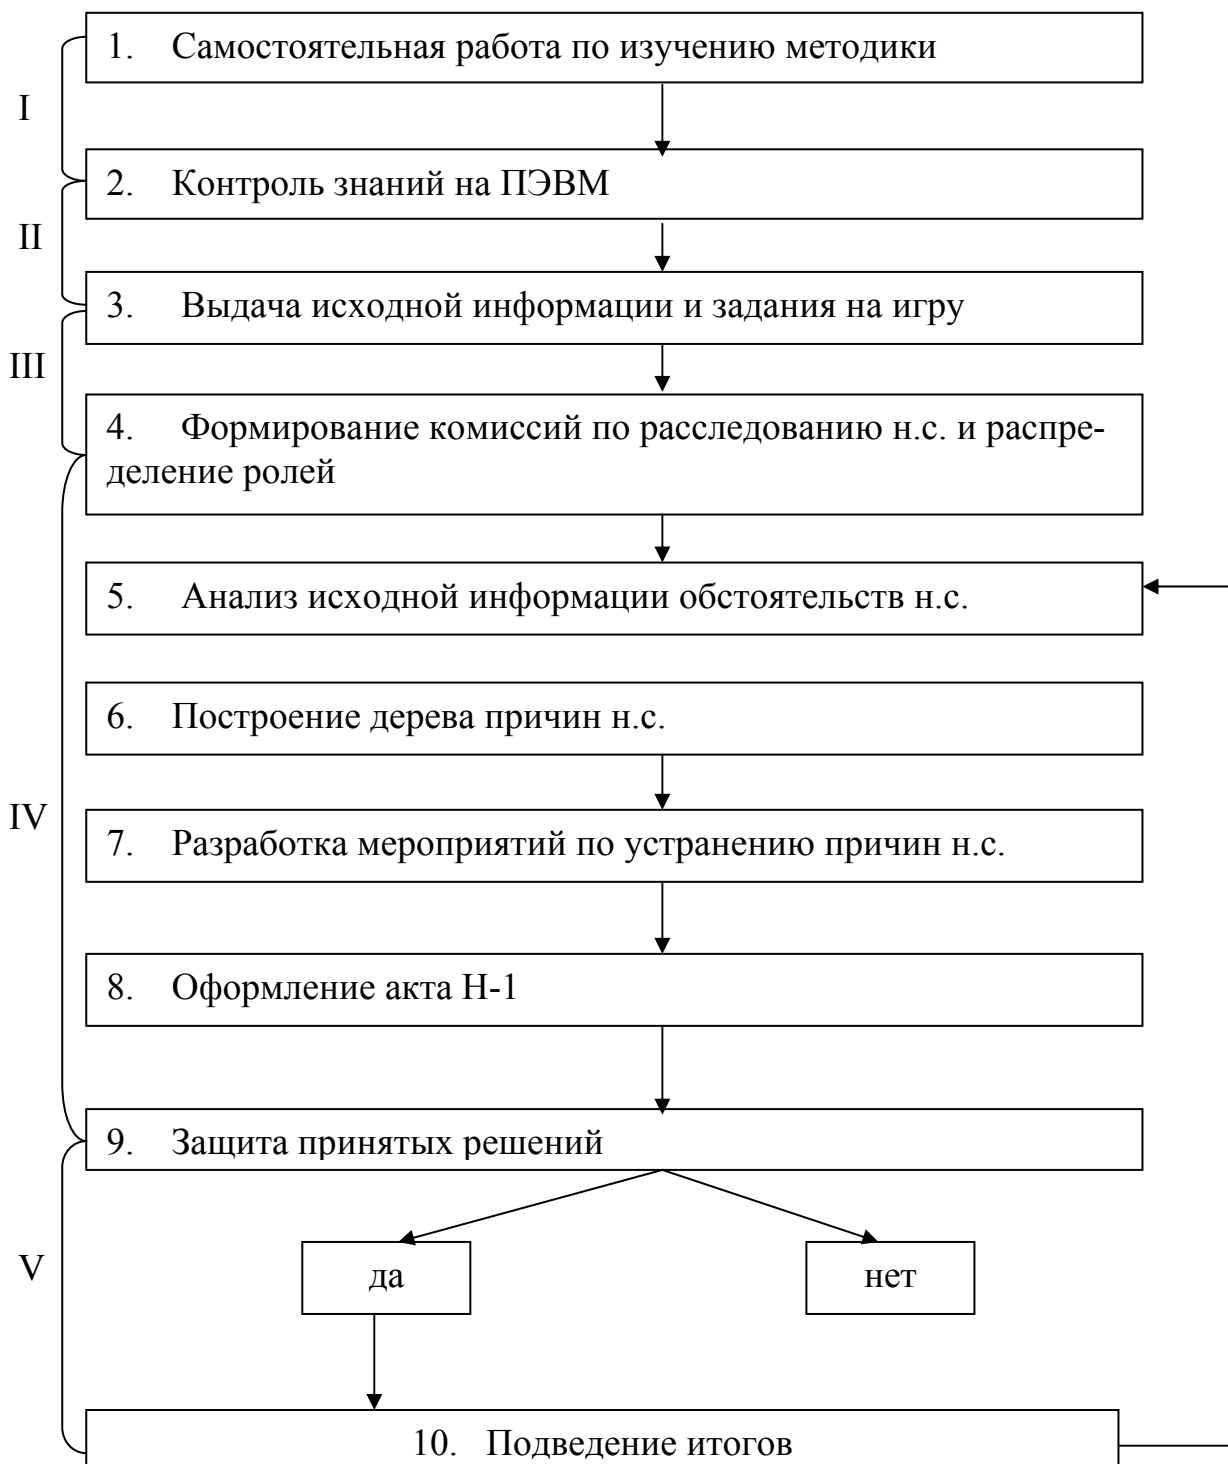 1. Самостоятельная работа по изучению методики
I
2. Контроль знаний на ПЭВМ
II
3. Выдача исходной информации и задания на игру
III
4. Формирование комиссий по расследованию н.с. и распре-
деление ролей
5. Анализ исходной информации обстоятельств н.с.
6. Построение дерева причин н.с.
IV
7. Разработка мероприятий по устранению причин н.с.
8. Оформление акта Н-1
9. Защита принятых решений
V
да
нет
10. Подведение итогов